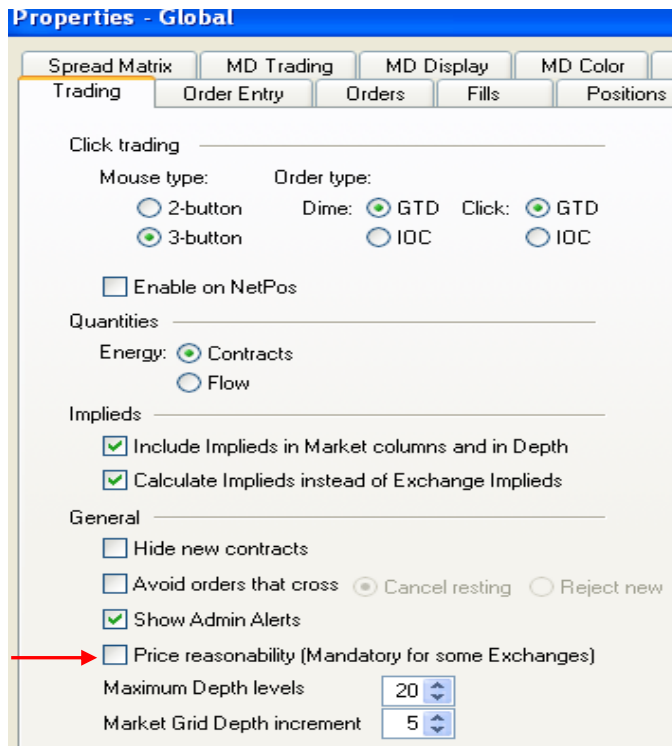 Properties - Global
Spread Matrix MD Trading MD Display MD Color
Trading Order Entry Orders Fills Positions
Click trading
Mouse type: Order type:
2-button Dime: GTD Click: GTD
3-button IOC IOC
Enable on NetPos
Quantities
Energy: Contracts
Flow
Implieds
Include Implieds in Market columns and in Depth
Calculate Implieds instead of Exchange Implieds
General
Hide new contracts
Avoid orders that cross Cancel resting Reject new
Show Admin Alerts
Price reasonability (Mandatory for some Exchanges)
Maximum Depth levels 20
Market Grid Depth increment 5